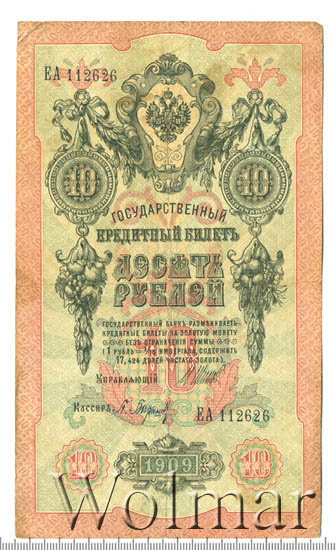 ЕА 112626
10 10
ГОСУДАРСТВЕННЫЙ
КРЕДИТНЫЙ БИЛЕТЪ
ДЕСЯТЬ
РУБЛЕЙ
ГОСУДАРСТВЕННЫЙ БАНКЪ РАЗМѢНИВАЕТЪ
КРЕДИТНЫЕ БИЛЕТЫ НА ЗОЛОТУЮ МОНЕТУ
БЕЗЪ ОГРАНИЧЕНІЯ СУММЫ
(1 РУБЛЬ = 1/15 ИМПЕРІАЛА, СОДЕРЖИТЪ
17,424 ДОЛЕЙ ЧИСТАГО ЗОЛОТА)
10
Управляющій
Кассиръ
ЕА 112626
10 1909 10
Wolmar